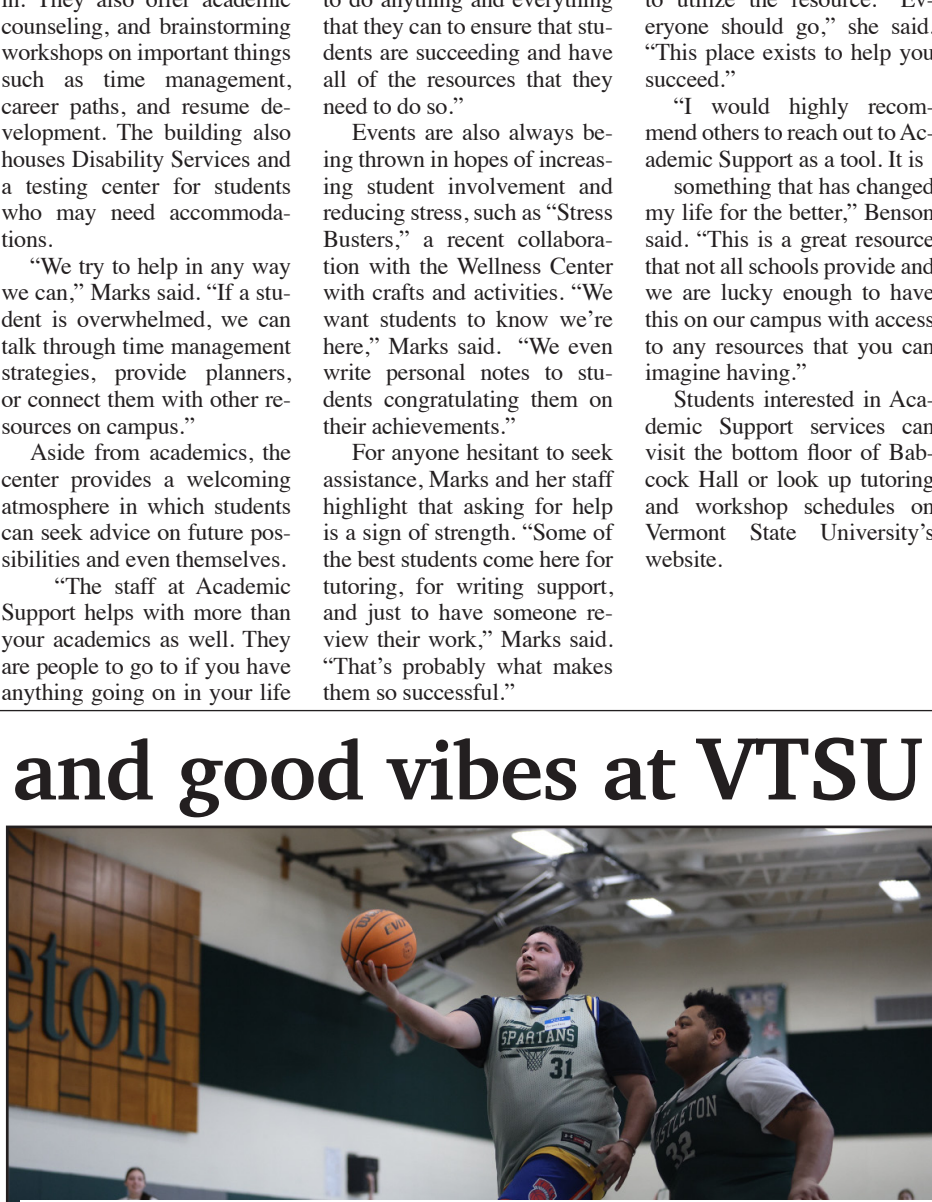 in. They also offer academic
counseling, and brainstorming
workshops on important things
such as time management,
career paths, and resume de-
velopment. The building also
houses Disability Services and
a testing center for students
who may need accommoda-
tions.
“We try to help in any way
we can,” Marks said. “If a stu-
dent is overwhelmed, we can
talk through time management
strategies, provide planners,
or connect them with other re-
sources on campus.”
Aside from academics, the
center provides a welcoming
atmosphere in which students
can seek advice on future pos-
sibilities and even themselves.
“The staff at Academic
Support helps with more than
your academics as well. They
are people to go to if you have
anything going on in your life
to do anything and everything
that they can to ensure that stu-
dents are succeeding and have
all of the resources that they
need to do so.”
Events are also always be-
ing thrown in hopes of increas-
ing student involvement and
reducing stress, such as “Stress
Busters,” a recent collabora-
tion with the Wellness Center
with crafts and activities. “We
want students to know we’re
here,” Marks said. “We even
write personal notes to stu-
dents congratulating them on
their achievements.”
For anyone hesitant to seek
assistance, Marks and her staff
highlight that asking for help
is a sign of strength. “Some of
the best students come here for
tutoring, for writing support,
and just to have someone re-
view their work,” Marks said.
“That’s probably what makes
them so successful.”
to utilize the resource. “Ev-
eryone should go,” she said.
“This place exists to help you
succeed.”
“I would highly recom-
mend others to reach out to Ac-
ademic Support as a tool. It is
something that has changed
my life for the better,” Benson
said. “This is a great resource
that not all schools provide and
we are lucky enough to have
this on our campus with access
to any resources that you can
imagine having.”
Students interested in Aca-
demic Support services can
visit the bottom floor of Bab-
cock Hall or look up tutoring
and workshop schedules on
Vermont State University’s
website.
and good vibes at VTSU
eton
SPARTANS
31
STLETON
32